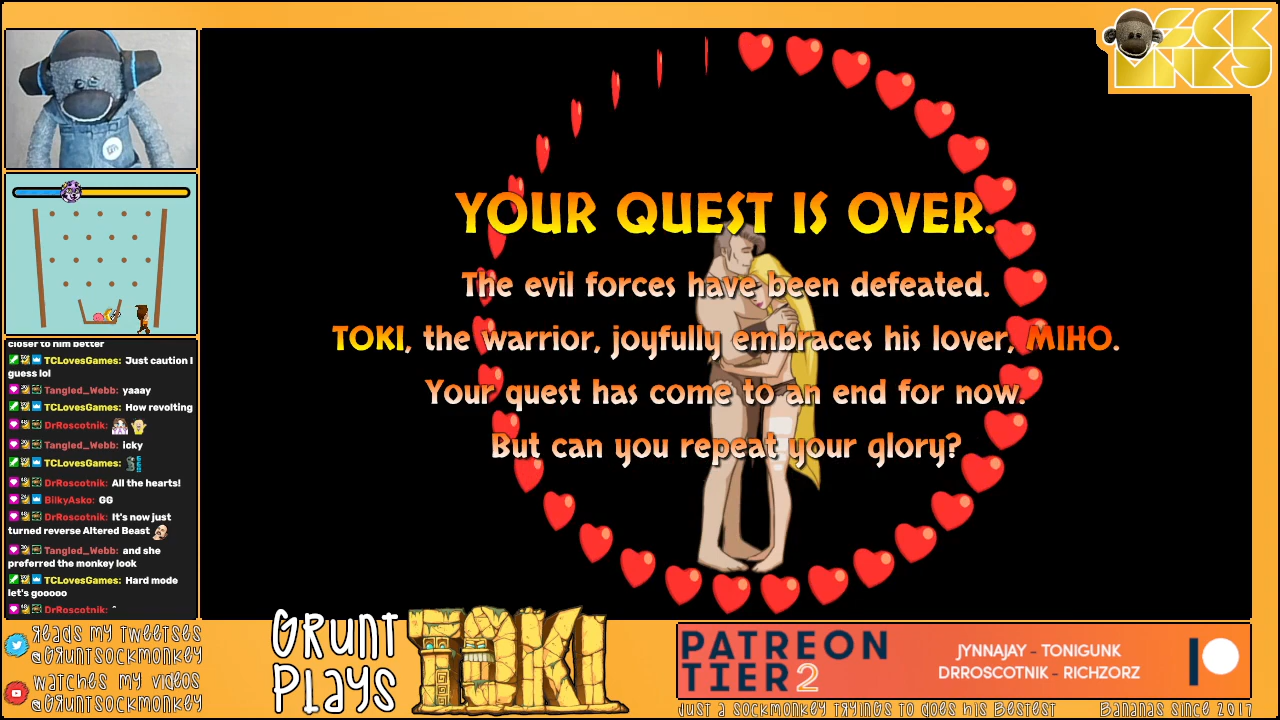 SOCK
MNKY
YOUR QUEST IS OVER.
The evil forces have been defeated.
TOKI, the warrior, joyfully embraces his lover, MIHO.
Your quest has come to an end for now.
But can you repeat your glory?
closer to him better
TCLovesGames: Just caution I
guess lol
Tangled_Webb: yaaay
TCLovesGames: How revolting
DrRoscotnik:
Tangled_Webb: icky
TCLovesGames:
DrRoscotnik: All the hearts!
BilkyAsko: GG
DrRoscotnik: It's now just
turned reverse Altered Beast
Tangled_Webb: and she
preferred the monkey look
TCLovesGames: Hard mode
let's gooooo
DrRoscotnik: ^
Reads my tweetses
@GruntSockmonkey
Watches my videos
@GruntSockmonkey
Grunt
Plays
TOKI
PATREON
TIER2
JYNNAJAY - TONIGUNK
DRROSCOTNIK - RICHZORZ
Just a sockmonkey tryings to does his bestest
Bananas since 2017